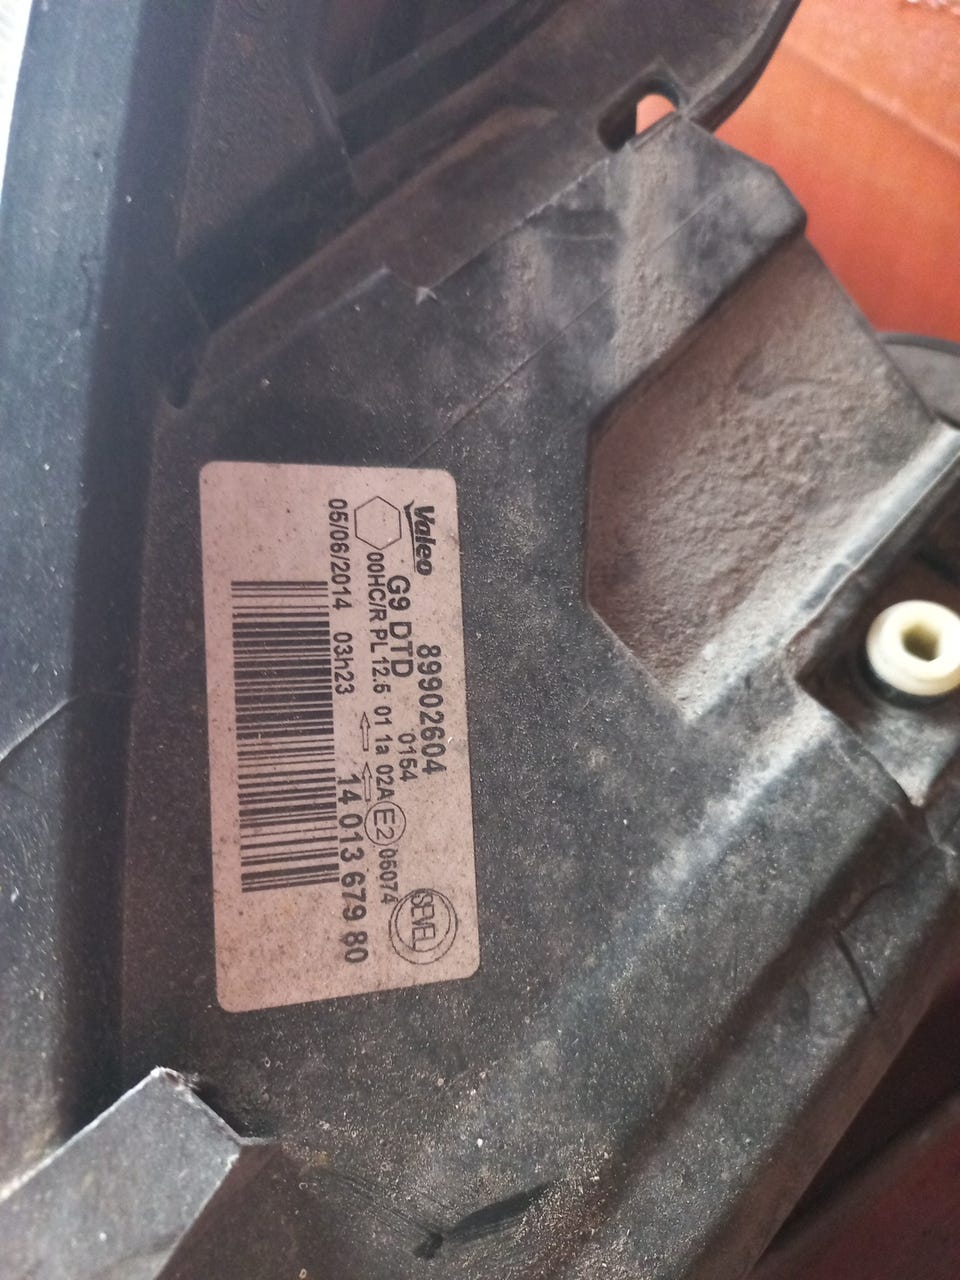 Valeo 89902604
G9 DTD 0154
00HC/R PL 12.5 01 1a 02A E2 05074
SEVEL
05/06/2014 03h23
14 013 679 80